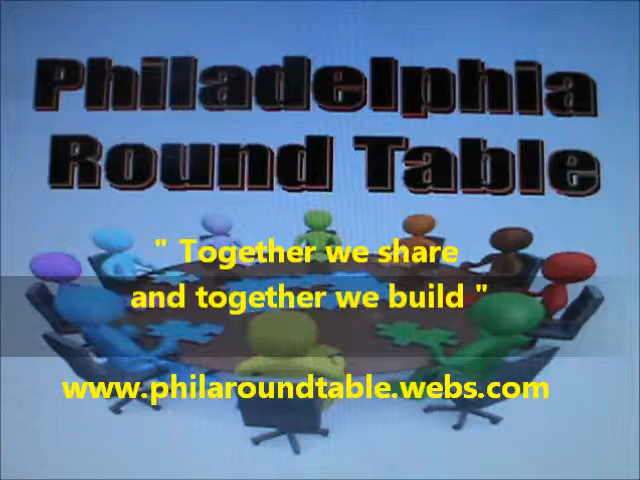 Philadelphia
Round Table
" Together we share
and together we build "
www.philaroundtable.webs.com